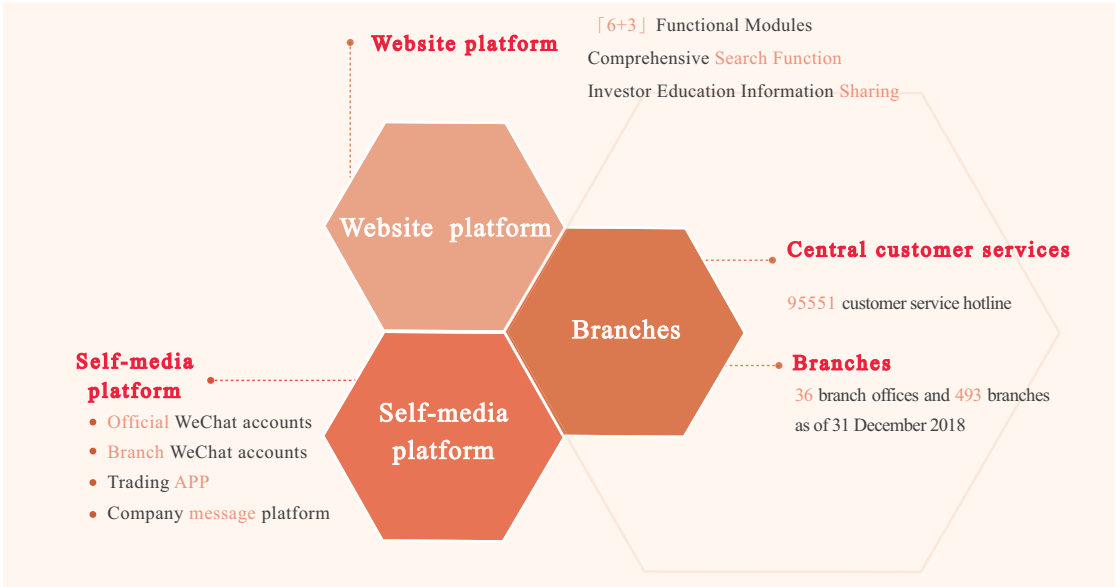 Website platform
「6+3」 Functional Modules
Comprehensive Search Function
Investor Education Information Sharing
Website platform
Central customer services
95551 customer service hotline
Branches
Branches
36 branch offices and 493 branches
as of 31 December 2018
Self-media
platform
Official WeChat accounts
Branch WeChat accounts
Trading APP
Company message platform
Self-media
platform